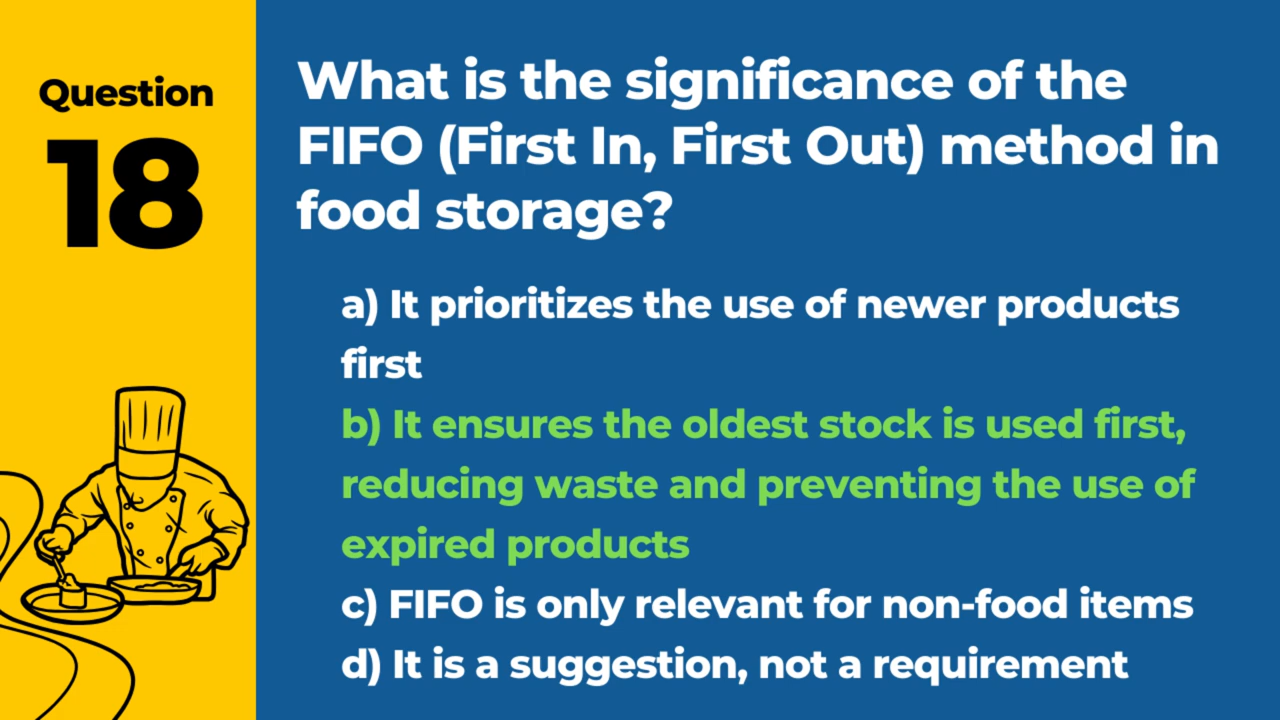 Question
18
What is the significance of the
FIFO (First In, First Out) method in
food storage?
a) It prioritizes the use of newer products
first
b) It ensures the oldest stock is used first,
reducing waste and preventing the use of
expired products
c) FIFO is only relevant for non-food items
d) It is a suggestion, not a requirement